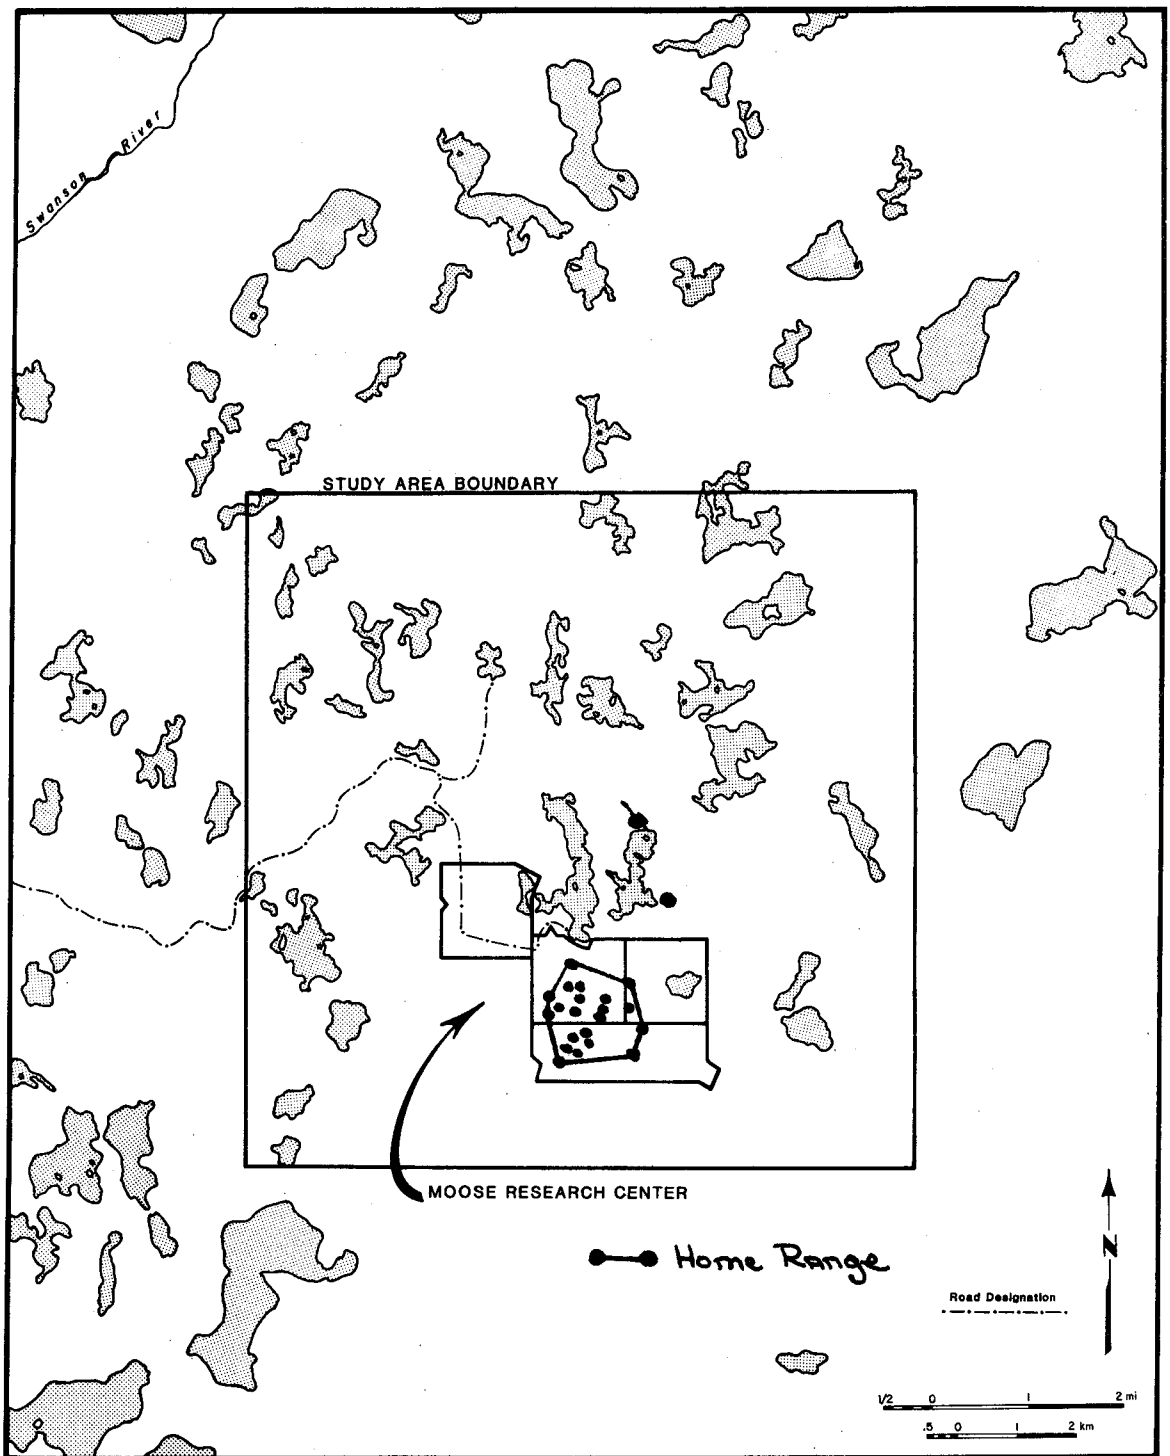 Swanson River
STUDY AREA BOUNDARY
MOOSE RESEARCH CENTER
Home Range
N
Road Designation
1/2 0 1 2 mi
.5 0 1 2 km